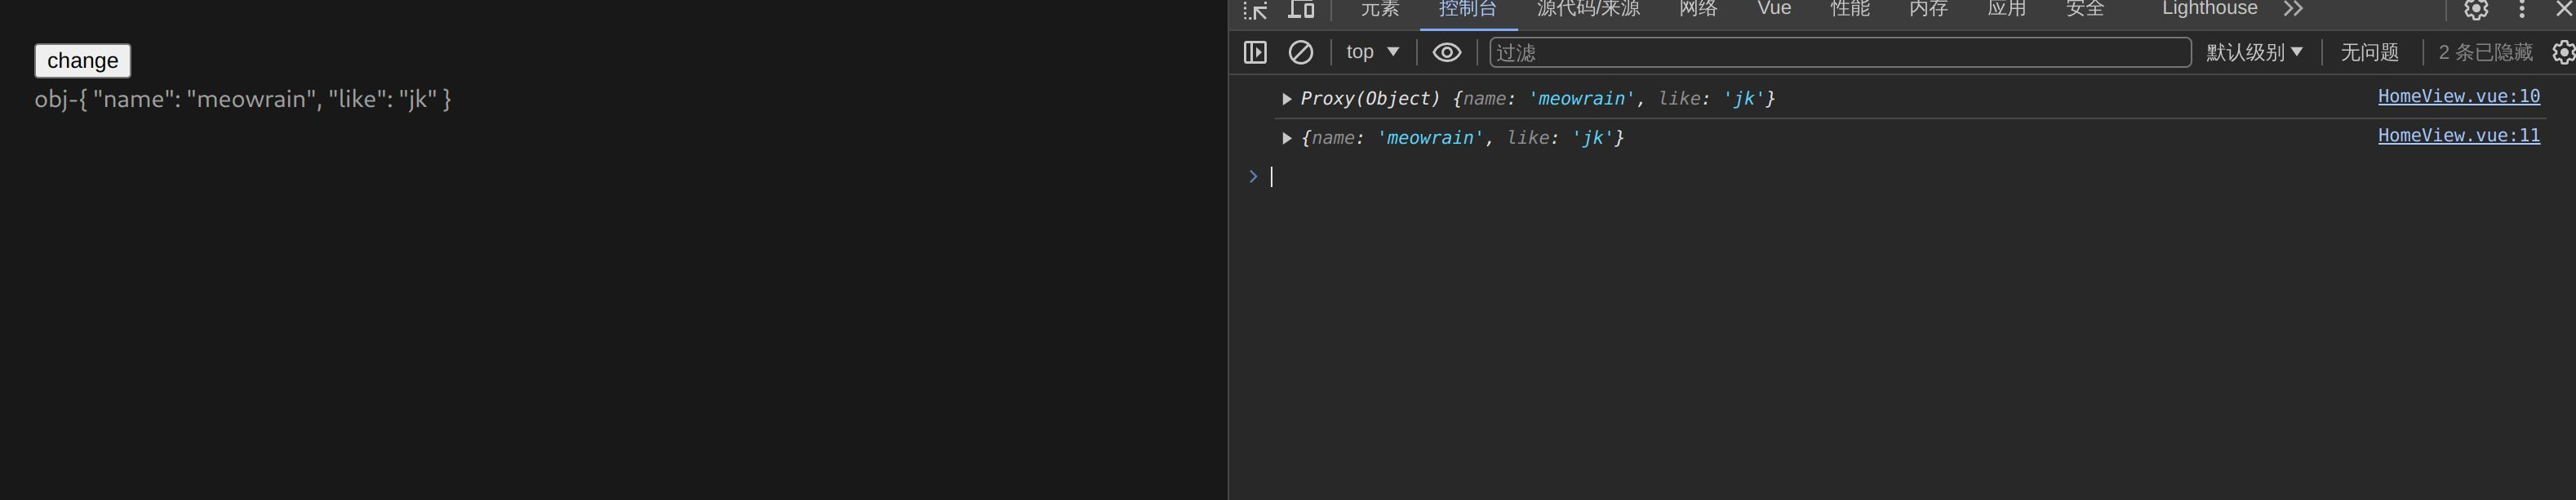 元素 控制台 源代码/来源 网络 Vue 性能 内存 应用 安全 Lighthouse
top 过滤 默认级别 无问题 2 条已隐藏
change
obj-{ "name": "meowrain", "like": "jk" }
Proxy(Object) {name: 'meowrain', like: 'jk'} HomeView.vue:10
{name: 'meowrain', like: 'jk'} HomeView.vue:11